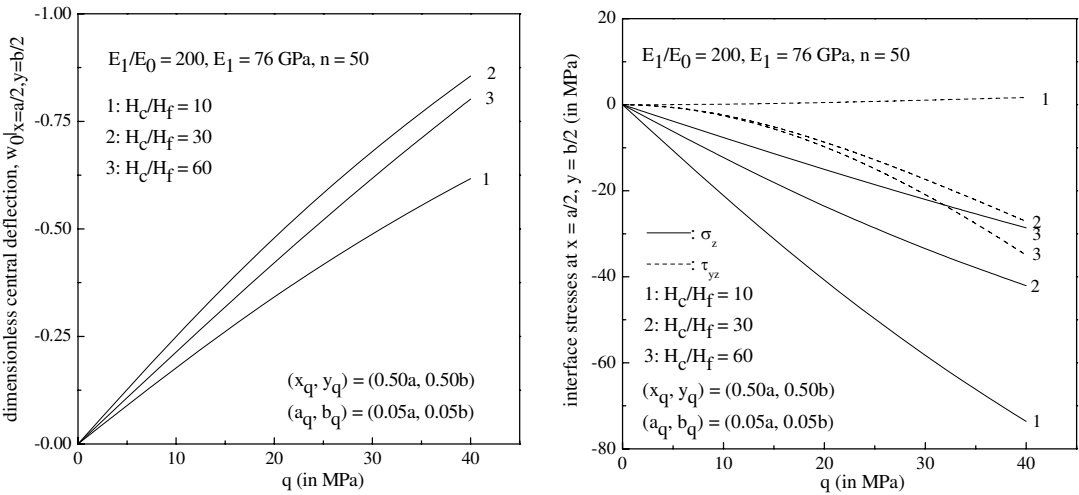 dimensionless central deflection, w0|x=a/2,y=b/2
-1.00
-0.75
-0.50
-0.25
-0.00
E1/E0 = 200, E1 = 76 GPa, n = 50
1: Hc/Hf = 10
2: Hc/Hf = 30
3: Hc/Hf = 60
2
3
1
(xq, yq) = (0.50a, 0.50b)
(aq, bq) = (0.05a, 0.05b)
0 10 20 30 40
q (in MPa)
interface stresses at x = a/2, y = b/2 (in MPa)
20
0
-20
-40
-60
-80
E1/E0 = 200, E1 = 76 GPa, n = 50
1
2
3
3
2
1
: σz
: τyz
1: Hc/Hf = 10
2: Hc/Hf = 30
3: Hc/Hf = 60
(xq, yq) = (0.50a, 0.50b)
(aq, bq) = (0.05a, 0.05b)
0 10 20 30 40
q (in MPa)